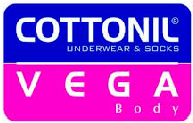 COTTONIL©
UNDERWEAR & SOCKS
VEGA
Body